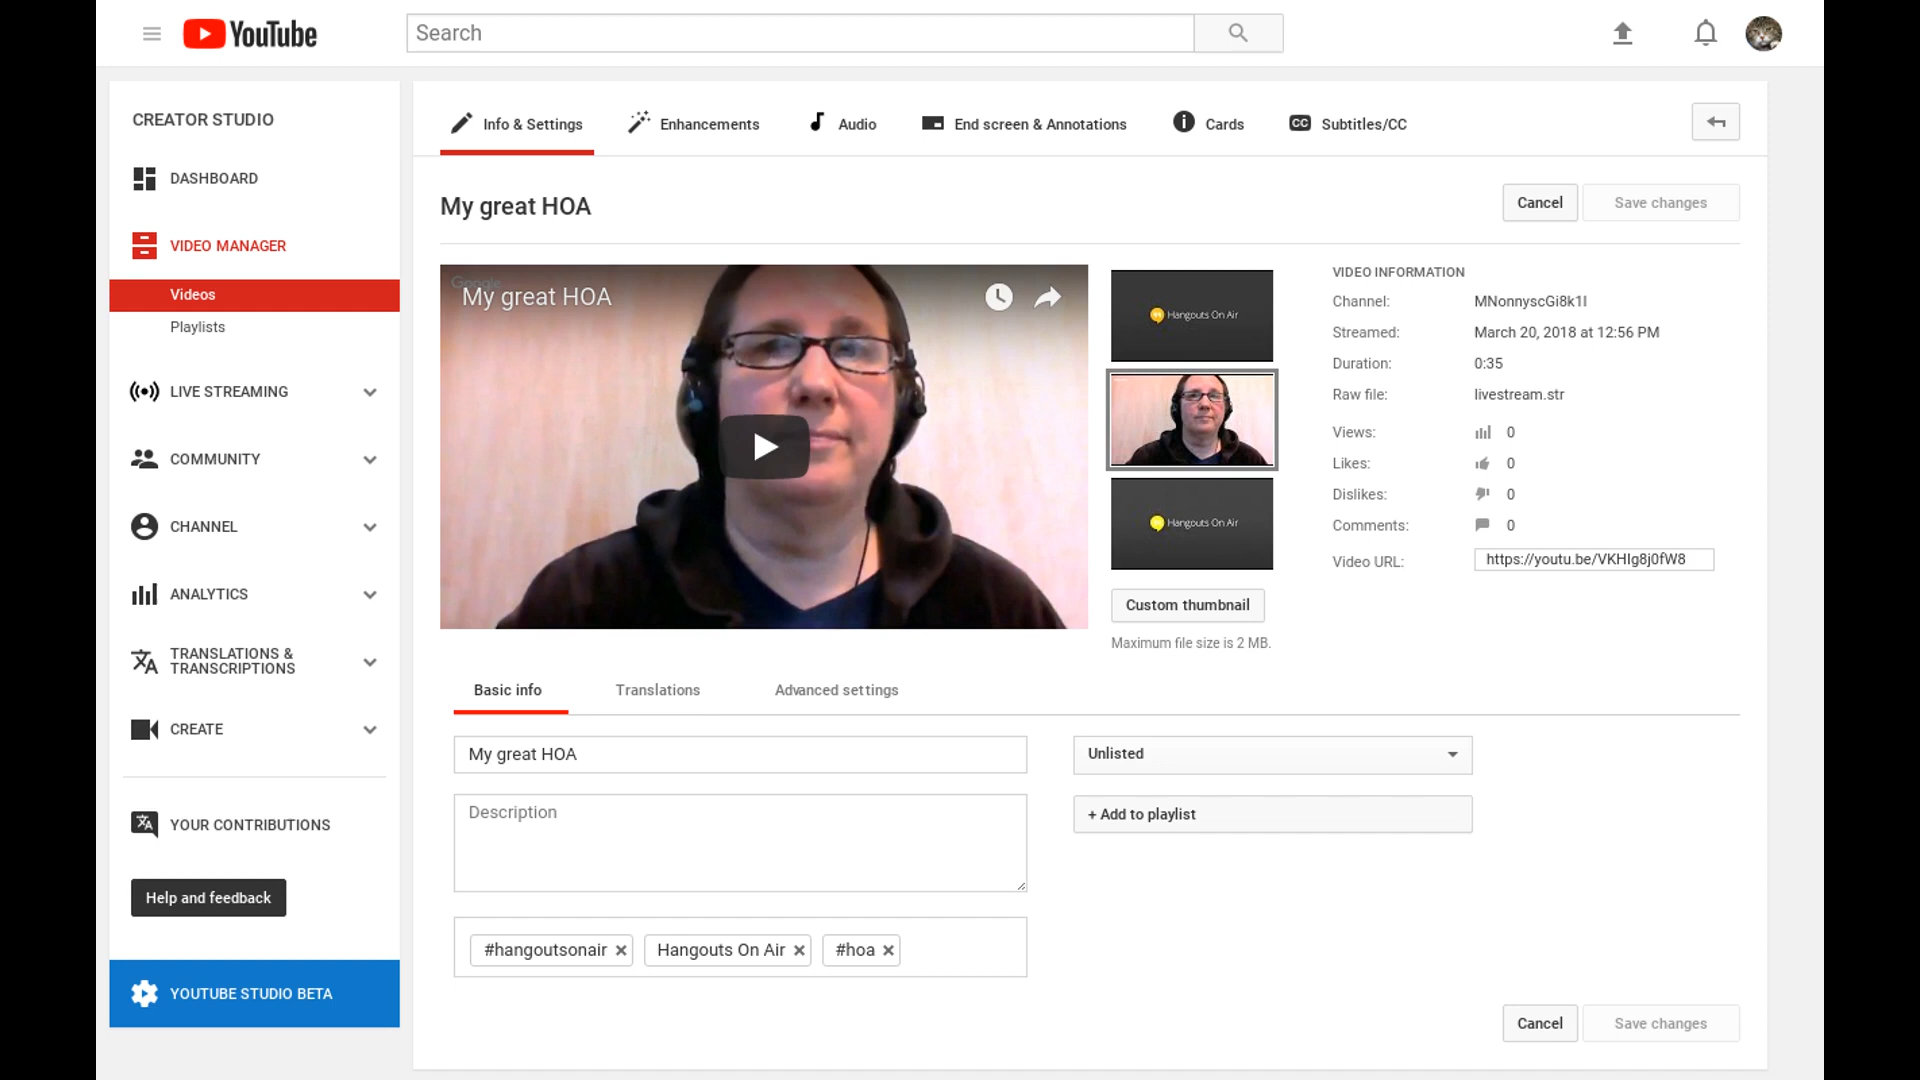 YouTube
Search
CREATOR STUDIO
DASHBOARD
VIDEO MANAGER
Videos
Playlists
LIVE STREAMING
COMMUNITY
CHANNEL
ANALYTICS
TRANSLATIONS &
TRANSCRIPTIONS
CREATE
YOUR CONTRIBUTIONS
Help and feedback
YOUTUBE STUDIO BETA
Info & Settings
Enhancements
Audio
End screen & Annotations
Cards
CC Subtitles/CC
My great HOA
Cancel
Save changes
Google
My great HOA
Hangouts On Air
Hangouts On Air
Custom thumbnail
Maximum file size is 2 MB.
VIDEO INFORMATION
Channel: MNonnyscGi8k1I
Streamed: March 20, 2018 at 12:56 PM
Duration: 0:35
Raw file: livestream.str
Views: 0
Likes: 0
Dislikes: 0
Comments: 0
Video URL: https://youtu.be/VKHIg8j0fW8
Basic info
Translations
Advanced settings
My great HOA
Unlisted
Description
+ Add to playlist
#hangoutsonair × Hangouts On Air × #hoa ×
Cancel
Save changes